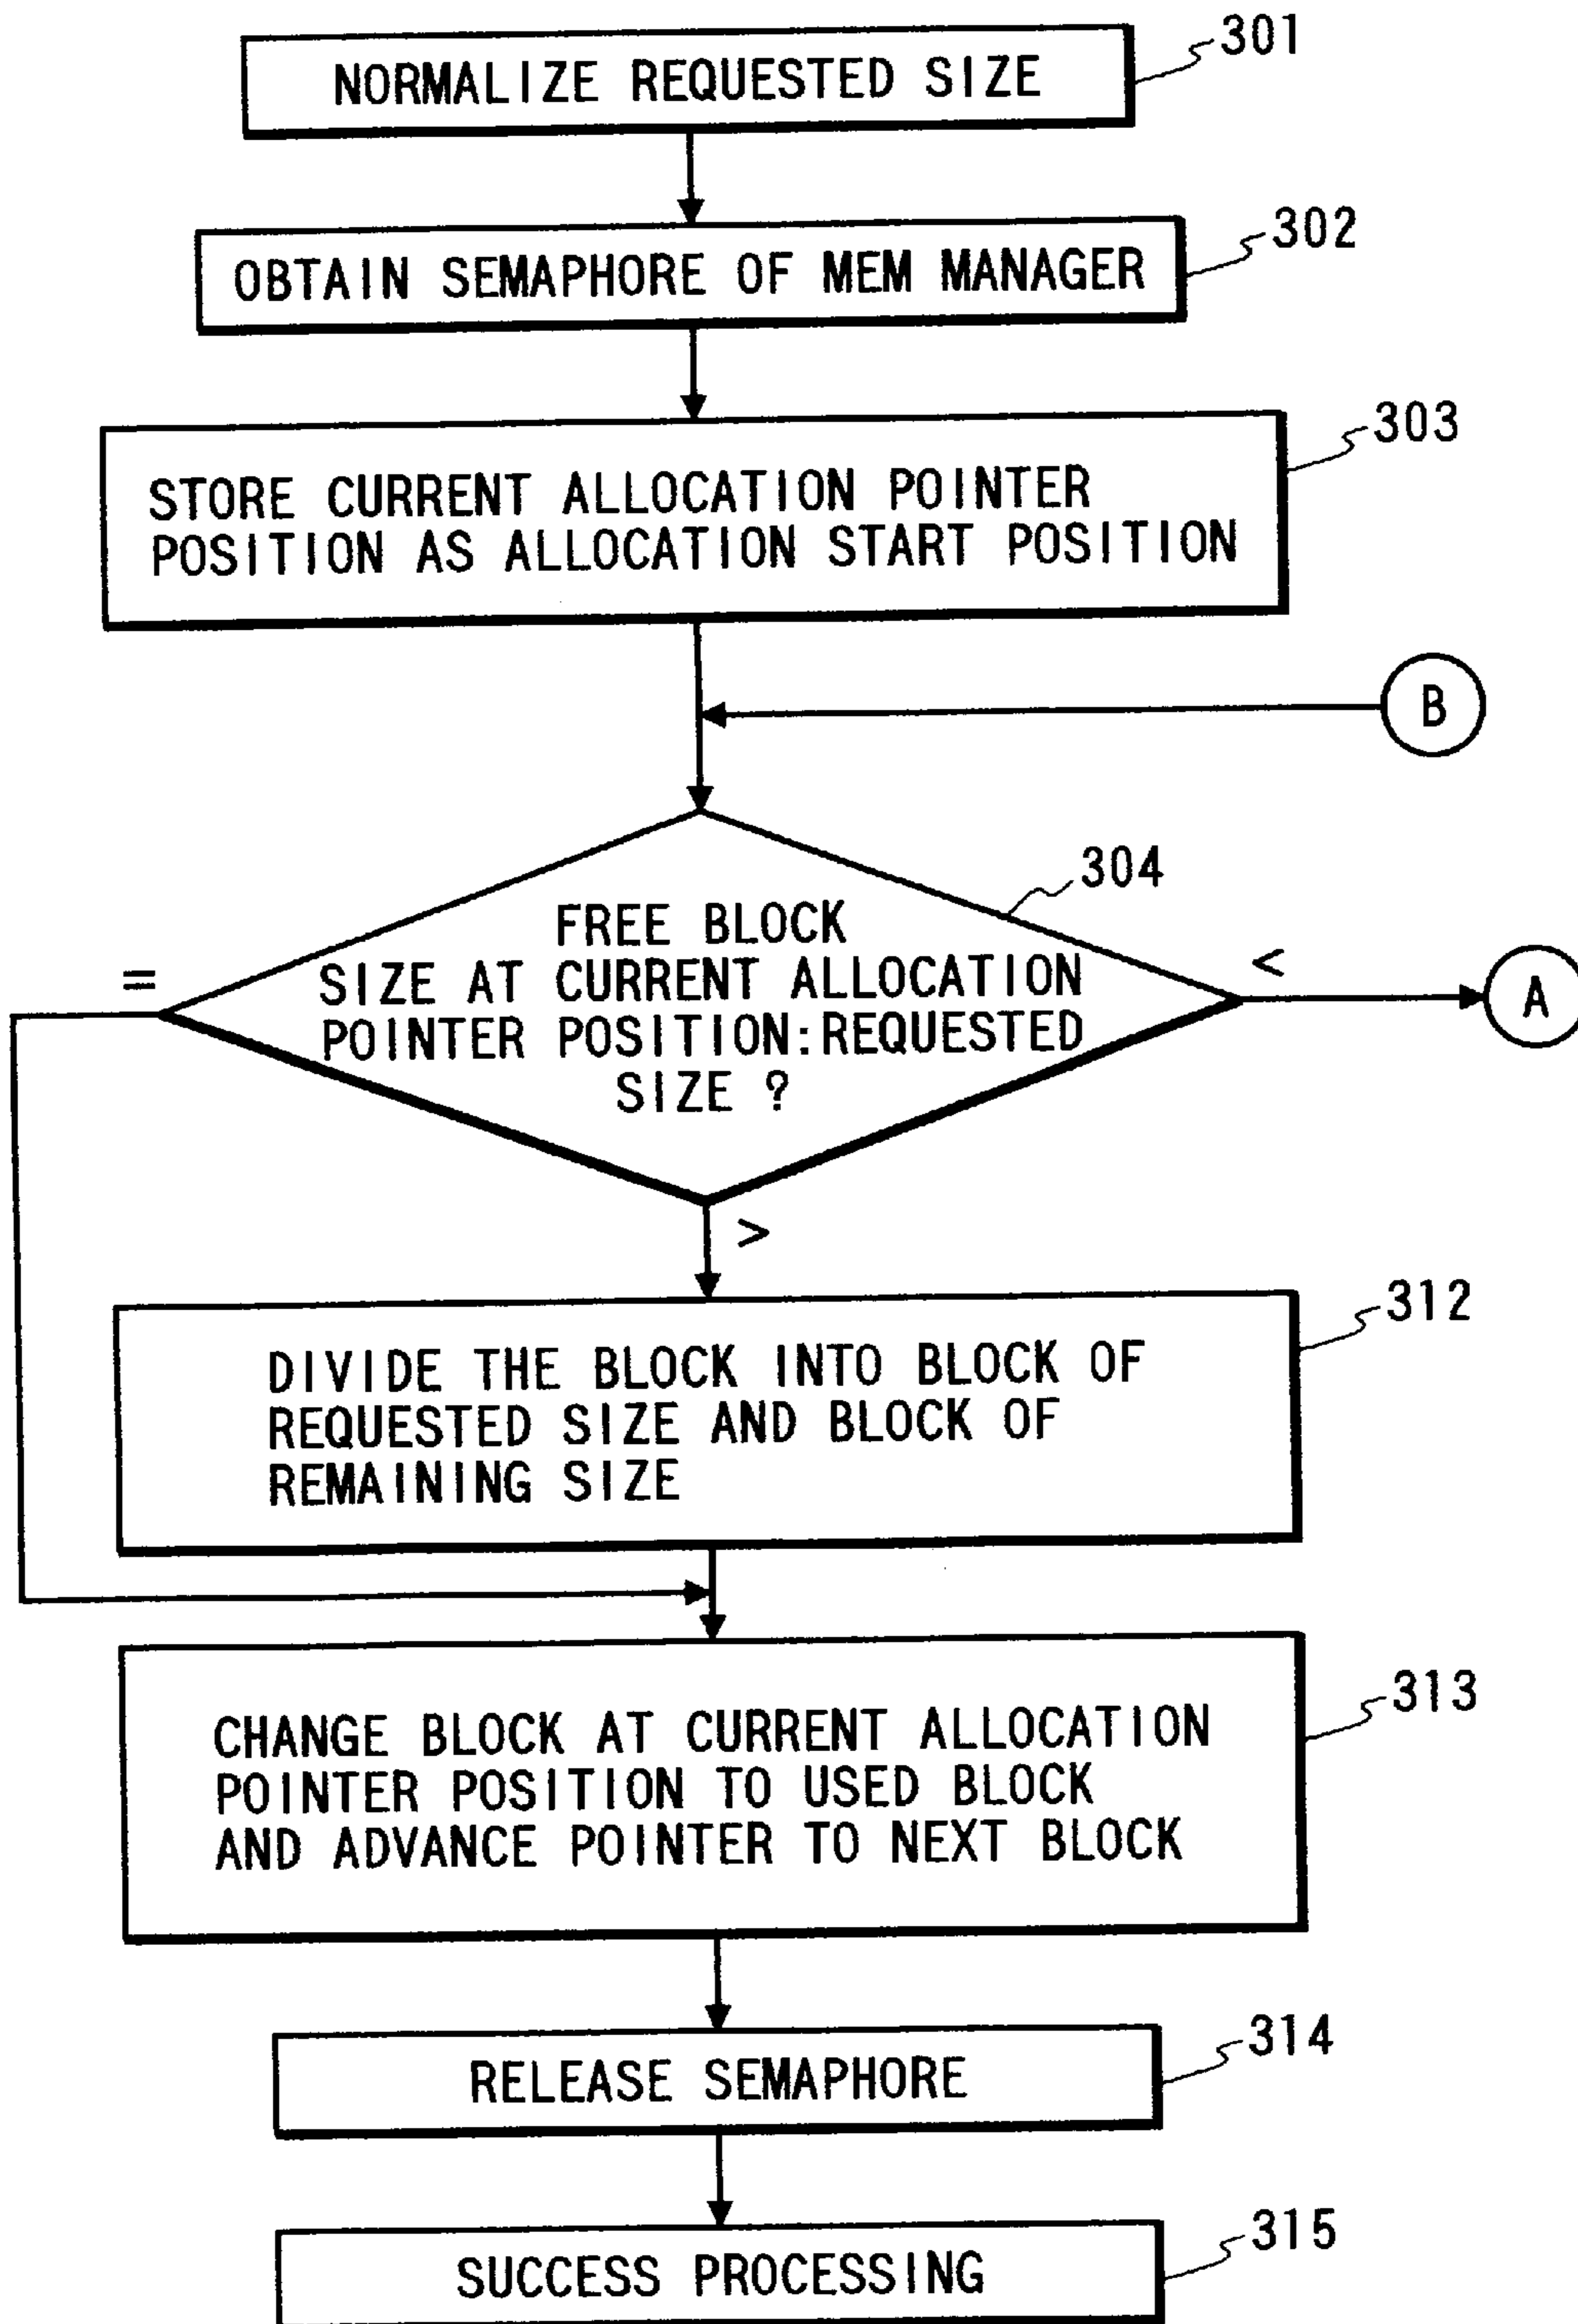 301
NORMALIZE REQUESTED SIZE
302
OBTAIN SEMAPHORE OF MEM MANAGER
303
STORE CURRENT ALLOCATION POINTER
POSITION AS ALLOCATION START POSITION
B
304
FREE BLOCK
SIZE AT CURRENT ALLOCATION
POINTER POSITION:REQUESTED
SIZE ?
=
<
A
>
312
DIVIDE THE BLOCK INTO BLOCK OF
REQUESTED SIZE AND BLOCK OF
REMAINING SIZE
313
CHANGE BLOCK AT CURRENT ALLOCATION
POINTER POSITION TO USED BLOCK
AND ADVANCE POINTER TO NEXT BLOCK
314
RELEASE SEMAPHORE
315
SUCCESS PROCESSING